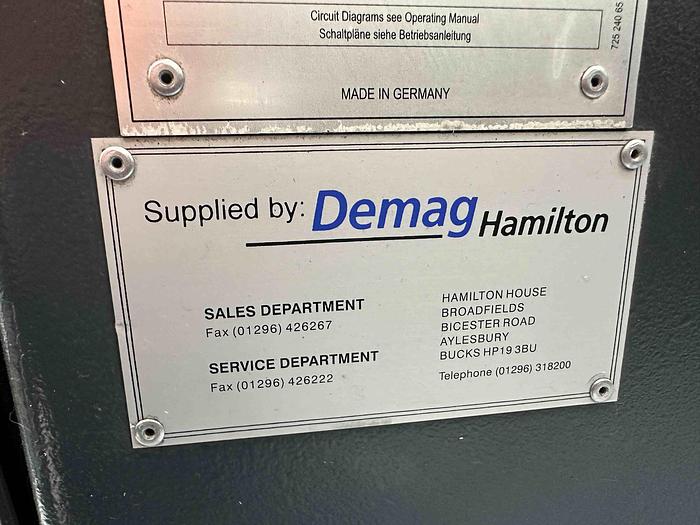 Circuit Diagrams see Operating Manual
Schaltpläne siehe Betriebsanleitung
725 240 65
MADE IN GERMANY
Supplied by: Demag Hamilton
SALES DEPARTMENT
Fax (01296) 426267
SERVICE DEPARTMENT
Fax (01296) 426222
HAMILTON HOUSE
BROADFIELDS
BICESTER ROAD
AYLESBURY
BUCKS HP19 3BU
Telephone (01296) 318200